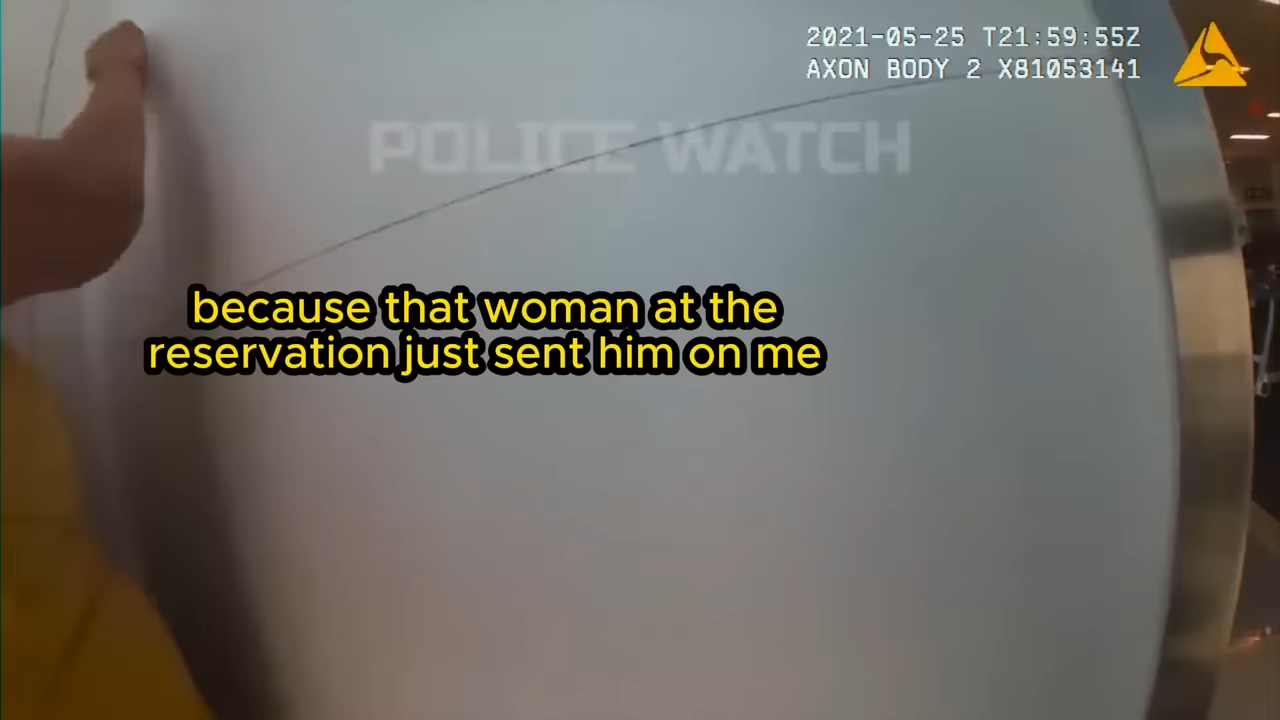 2021-05-25 T21:59:55Z
AXON BODY 2 X81053141
POLICE WATCH
because that woman at the
reservation just sent him on me